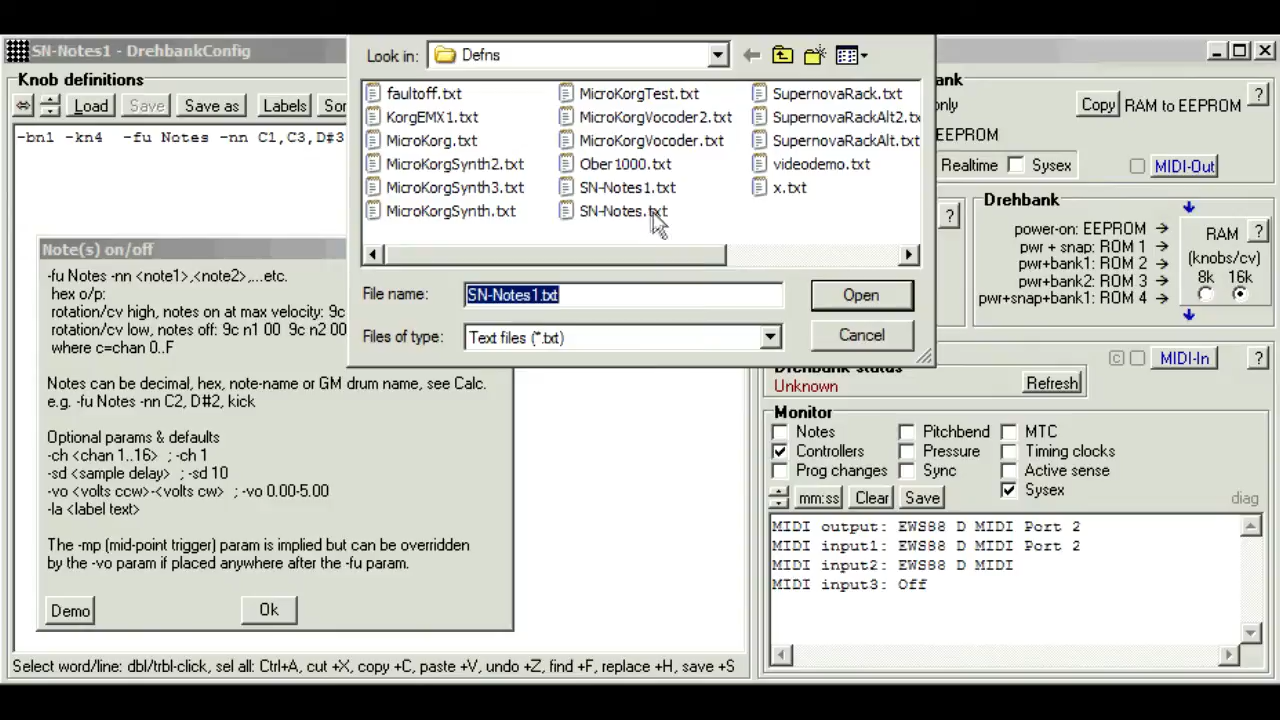 SN-Notes1 - DrehbankConfig
Knob definitions
Load Save Save as Labels Sor
-bn1 -kn4 -fu Notes -nn C1,C3,D#3
Look in: Defns
faultoff.txt
KorgEMX1.txt
MicroKorg.txt
MicroKorgSynth2.txt
MicroKorgSynth3.txt
MicroKorgSynth.txt
MicroKorgTest.txt
MicroKorgVocoder2.txt
MicroKorgVocoder.txt
Ober1000.txt
SN-Notes1.txt
SN-Notes.txt
SupernovaRack.txt
SupernovaRackAlt2.tx
SupernovaRackAlt.txt
videodemo.txt
x.txt
File name: SN-Notes1.txt Open
Files of type: Text files (*.txt) Cancel
Note(s) on/off
-fu Notes -nn <note1>,<note2>,...etc.
hex o/p:
rotation/cv high, notes on at max velocity: 9c
rotation/cv low, notes off: 9c n1 00 9c n2 00
where c=chan 0..F
Notes can be decimal, hex, note-name or GM drum name, see Calc.
e.g. -fu Notes -nn C2, D#2, kick
Optional params & defaults
-ch <chan 1..16> ; -ch 1
-sd <sample delay> ; -sd 10
-vo <volts ccw>-<volts cw> ; -vo 0.00-5.00
-la <label text>
The -mp (mid-point trigger) param is implied but can be overridden
by the -vo param if placed anywhere after the -fu param.
Demo Ok
Select word/line: dbl/trbl-click, sel all: Ctrl+A, cut +X, copy +C, paste +V, undo +Z, find +F, replace +H, save +S
ank
only Copy RAM to EEPROM ?
EEPROM
Realtime Sysex MIDI-Out
?
Drehbank
power-on: EEPROM
pwr + snap: ROM 1
pwr+bank1: ROM 2
pwr+bank2: ROM 3
pwr+snap+bank1: ROM 4
RAM ?
(knobs/cv)
8k 16k
C MIDI-In ?
Drehbank status
Unknown Refresh
Monitor
Notes Pitchbend MTC
Controllers Pressure Timing clocks
Prog changes Sync Active sense
Sysex
mm:ss Clear Save diag
MIDI output: EWS88 D MIDI Port 2
MIDI input1: EWS88 D MIDI Port 2
MIDI input2: EWS88 D MIDI
MIDI input3: Off